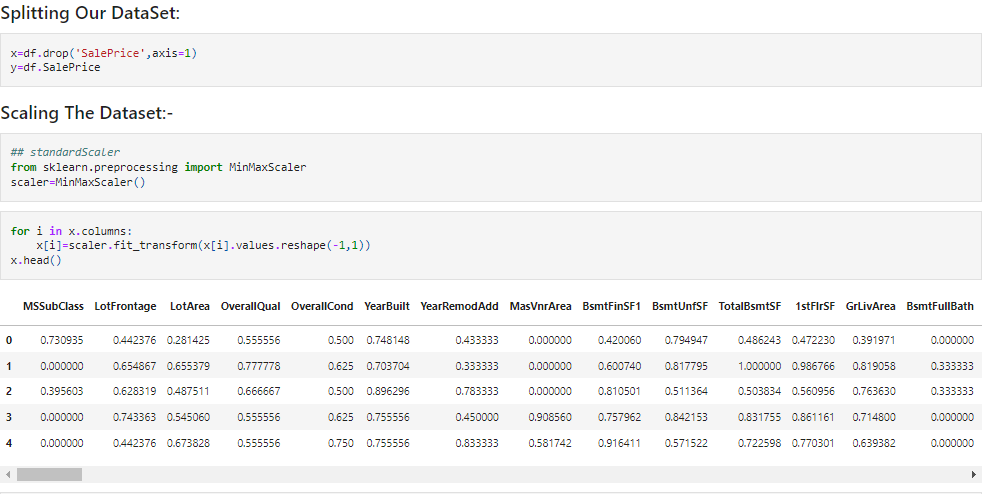 Splitting Our DataSet:
x=df.drop('SalePrice',axis=1)
y=df.SalePrice
Scaling The Dataset:-
## standardScaler
from sklearn.preprocessing import MinMaxScaler
scaler=MinMaxScaler()
for i in x.columns:
    x[i]=scaler.fit_transform(x[i].values.reshape(-1,1))
x.head()
MSSubClass LotFrontage LotArea OverallQual OverallCond YearBuilt YearRemodAdd MasVnrArea BsmtFinSF1 BsmtUnfSF TotalBsmtSF 1stFlrSF GrLivArea BsmtFullBath
0 0.730935 0.442376 0.281425 0.555556 0.500 0.748148 0.433333 0.000000 0.420060 0.794947 0.486243 0.472230 0.391971 0.000000
1 0.000000 0.654867 0.655379 0.777778 0.625 0.703704 0.333333 0.000000 0.600740 0.817795 1.000000 0.986766 0.819058 0.333333
2 0.395603 0.628319 0.487511 0.666667 0.500 0.896296 0.783333 0.000000 0.810501 0.511364 0.503834 0.560956 0.763630 0.333333
3 0.000000 0.743363 0.545060 0.555556 0.625 0.755556 0.450000 0.908560 0.757962 0.842153 0.831755 0.861161 0.714800 0.000000
4 0.000000 0.442376 0.673828 0.555556 0.750 0.755556 0.833333 0.581742 0.916411 0.571522 0.722598 0.770301 0.639382 0.000000